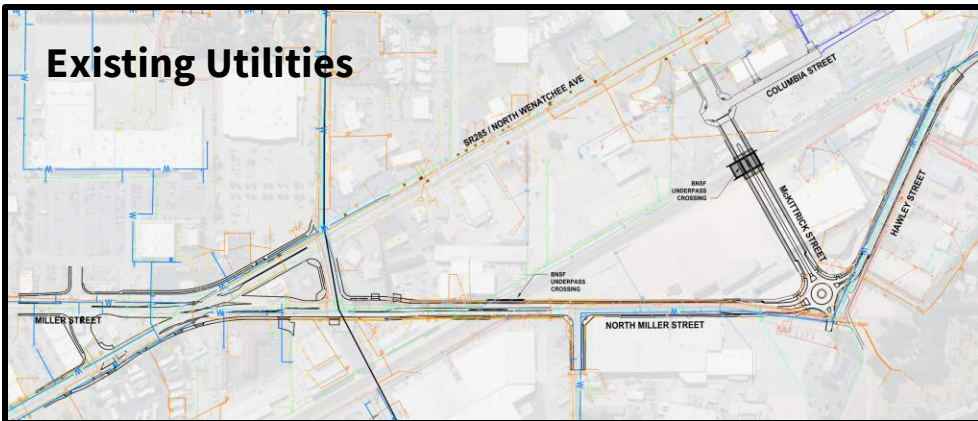 Existing Utilities
SR285 / NORTH WENATCHEE AVE
COLUMBIA STREET
BNSF
UNDERPASS
CROSSING
McKITTRICK STREET
HAWLEY STREET
BNSF
UNDERPASS
CROSSING
MILLER STREET
NORTH MILLER STREET